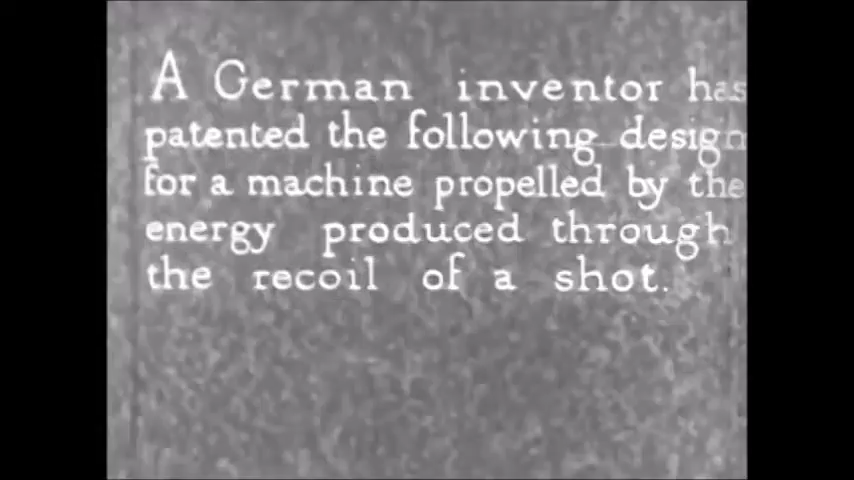 A German inventor has
patented the following design
for a machine propelled by the
energy produced through
the recoil of a shot.